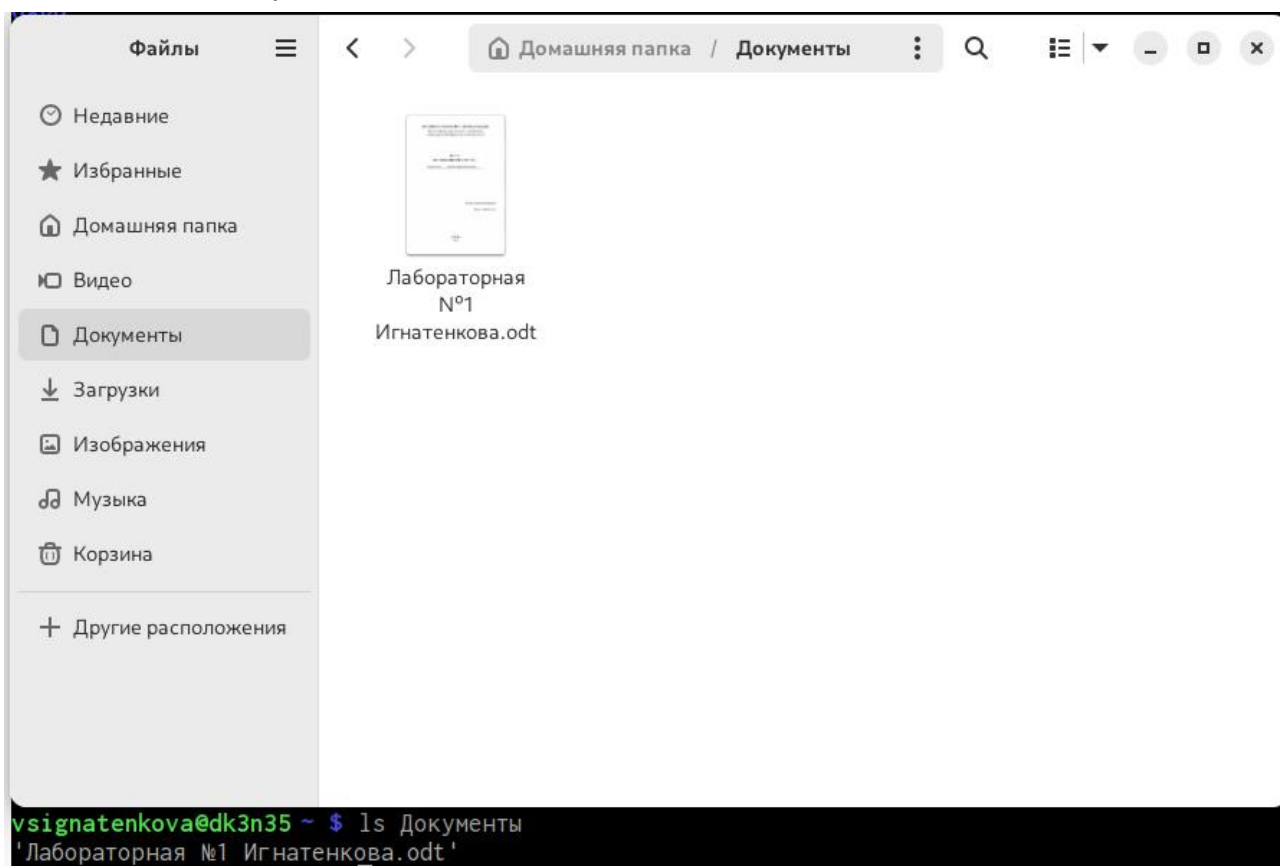 Файлы
Домашняя папка / Документы
Недавние
Избранные
Домашняя папка
Видео
Документы
Загрузки
Изображения
Музыка
Корзина
Другие расположения
Лабораторная
№1
Игнатенкова.odt
vsignatenkova@dk3n35 ~ $ ls Документы
'Лабораторная №1 Игнатенкова.odt'